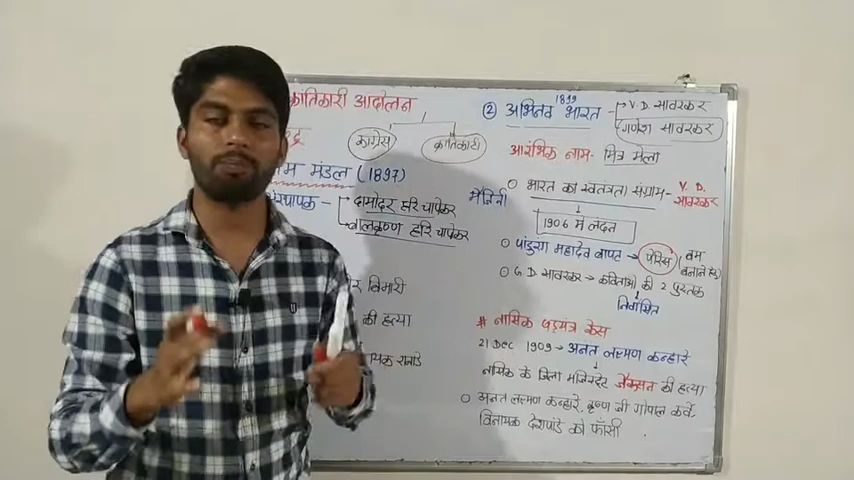 क्रांतिकारी आंदोलन
कांग्रेस
क्रांतिकारी
मंडल (1897)
दामोदर हरि चापेकर
बालकृष्ण हरि चापेकर
बिमारी
की हत्या
② अभिनव भारत - V.D सावरकर
1899
गणेश सावरकर
आरंभिक नाम- मित्र मेला
भारत का स्वतंत्रता संग्राम- V.D.
सावरकर
1906 में लंदन
पांडुरंग महादेव बापत → पेरिस (बम
बनाने
G D सावरकर → कविताओं की 2 पुस्तक
निर्वासित
# नासिक षड्यंत्र केस
21 Dec 1909 → अनंत लक्ष्मण कन्हारे
नासिक के जिला मजिस्ट्रेट जैक्सन की हत्या
अनंत लक्ष्मण कन्हारे, कृष्ण जी गोपाल कर्वे-
विनायक देशपांडे को फाँसी